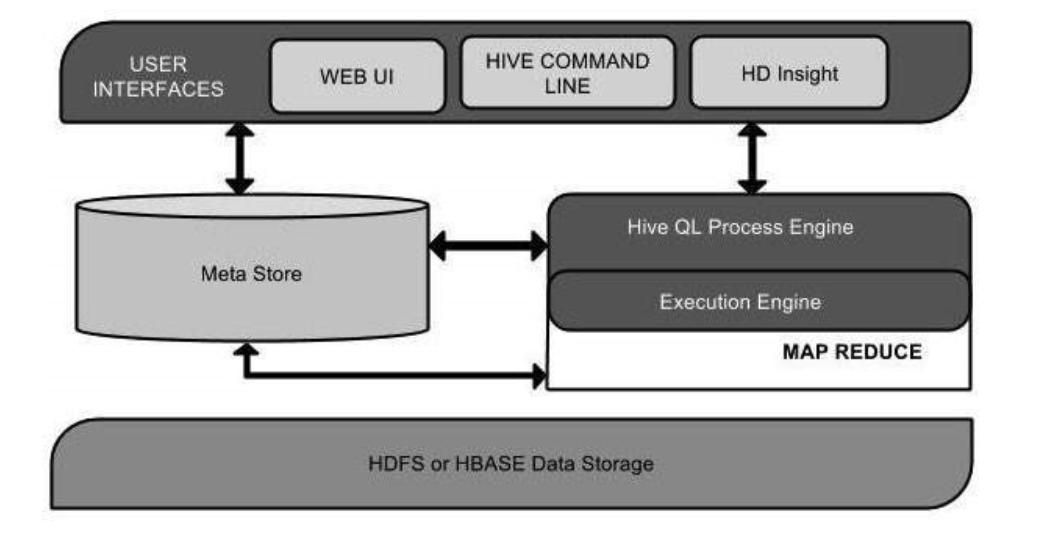 USER
INTERFACES
WEB UI
HIVE COMMAND
LINE
HD Insight
Meta Store
Hive QL Process Engine
Execution Engine
MAP REDUCE
HDFS or HBASE Data Storage